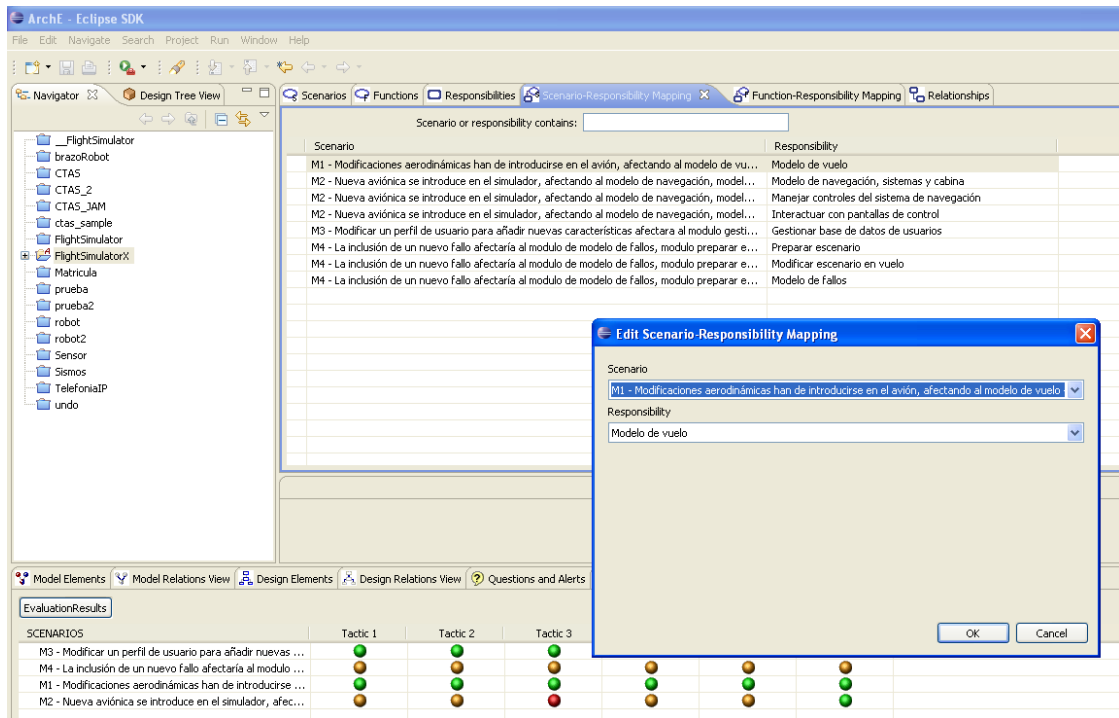 ArchE - Eclipse SDK
File Edit Navigate Search Project Run Window Help
Navigator Design Tree View
Scenarios Functions Responsibilities Scenario-Responsibility Mapping Function-Responsibility Mapping Relationships
Scenario or responsibility contains:
__FlightSimulator
brazoRobot
CTAS
CTAS_2
CTAS_JAM
ctas_sample
FlightSimulator
FlightSimulatorX
Matricula
prueba
prueba2
robot
robot2
Sensor
Sismos
TelefoniaIP
undo
Scenario Responsibility
M1 - Modificaciones aerodinámicas han de introducirse en el avión, afectando al modelo de vu... Modelo de vuelo
M2 - Nueva aviónica se introduce en el simulador, afectando al modelo de navegación, model... Modelo de navegación, sistemas y cabina
M2 - Nueva aviónica se introduce en el simulador, afectando al modelo de navegación, model... Manejar controles del sistema de navegación
M2 - Nueva aviónica se introduce en el simulador, afectando al modelo de navegación, model... Interactuar con pantallas de control
M3 - Modificar un perfil de usuario para añadir nuevas características afectara al modulo gesti... Gestionar base de datos de usuarios
M4 - La inclusión de un nuevo fallo afectaría al modulo de modelo de fallos, modulo preparar e... Preparar escenario
M4 - La inclusión de un nuevo fallo afectaría al modulo de modelo de fallos, modulo preparar e... Modificar escenario en vuelo
M4 - La inclusión de un nuevo fallo afectaría al modulo de modelo de fallos, modulo preparar e... Modelo de fallos
Edit Scenario-Responsibility Mapping
Scenario
M1 - Modificaciones aerodinámicas han de introducirse en el avión, afectando al modelo de vuelo
Responsibility
Modelo de vuelo
OK Cancel
Model Elements Model Relations View Design Elements Design Relations View Questions and Alerts
EvaluationResults
SCENARIOS Tactic 1 Tactic 2 Tactic 3
M3 - Modificar un perfil de usuario para añadir nuevas ...
M4 - La inclusión de un nuevo fallo afectaría al modulo ...
M1 - Modificaciones aerodinámicas han de introducirse ...
M2 - Nueva aviónica se introduce en el simulador, afec...